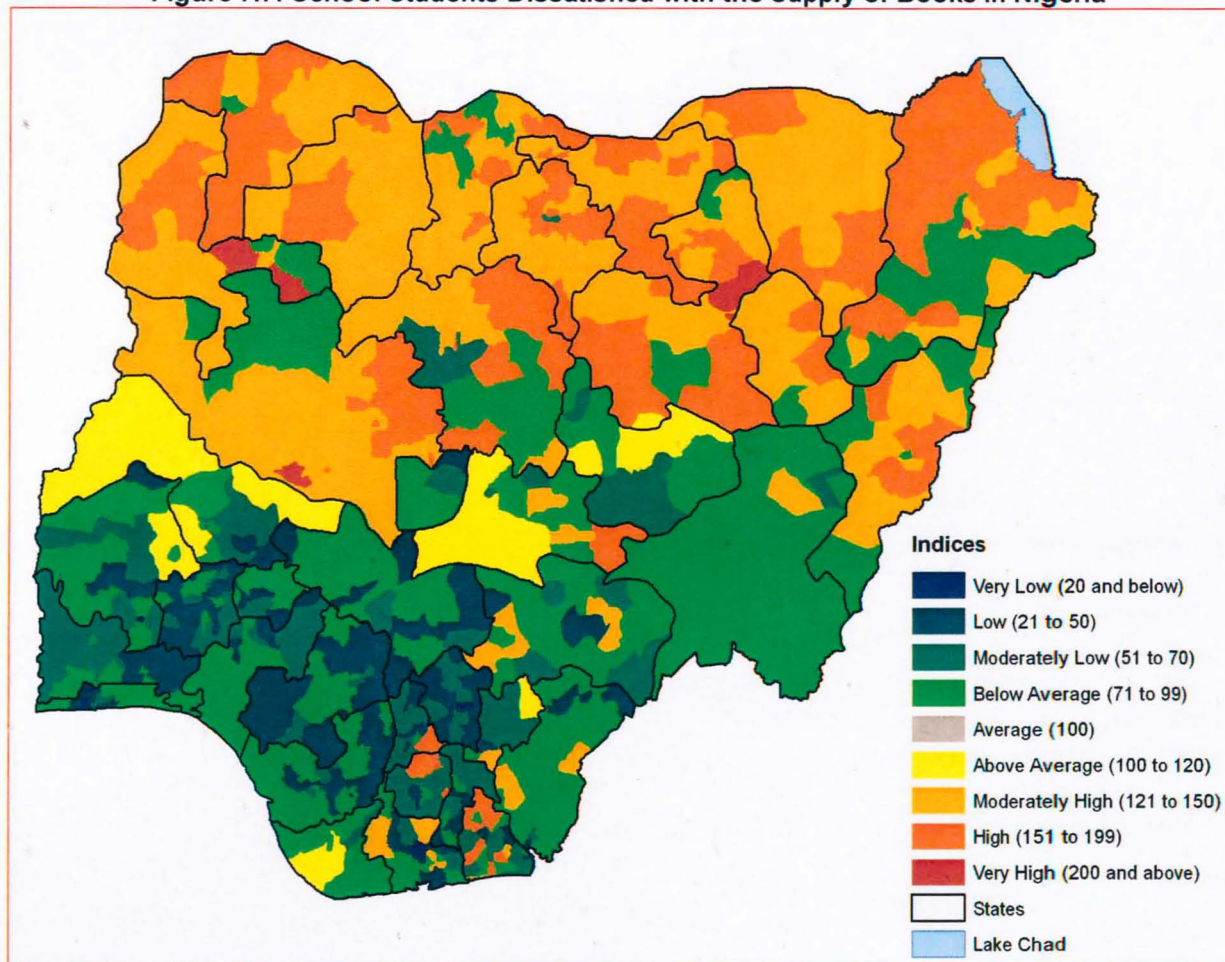 Figure School Students Dissatisfied with the Supply of Books in Nigeria
Indices
Very Low (20 and below)
Low (21 to 50)
Moderately Low (51 to 70)
Below Average (71 to 99)
Average (100)
Above Average (100 to 120)
Moderately High (121 to 150)
High (151 to 199)
Very High (200 and above)
States
Lake Chad